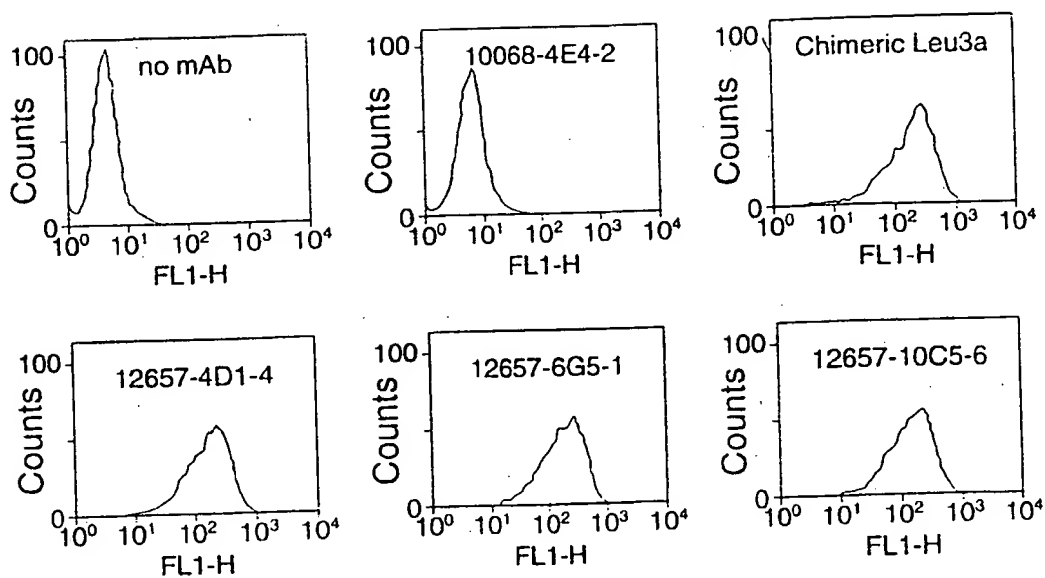 100
Counts
0
no mAb
10⁰ 10¹ 10² 10³ 10⁴
FL1-H
100
Counts
0
10068-4E4-2
10⁰ 10¹ 10² 10³ 10⁴
FL1-H
100
Counts
0
Chimeric Leu3a
10⁰ 10¹ 10² 10³ 10⁴
FL1-H
100
Counts
0
12657-4D1-4
10⁰ 10¹ 10² 10³ 10⁴
FL1-H
100
Counts
0
12657-6G5-1
10⁰ 10¹ 10² 10³ 10⁴
FL1-H
100
Counts
0
12657-10C5-6
10⁰ 10¹ 10² 10³ 10⁴
FL1-H